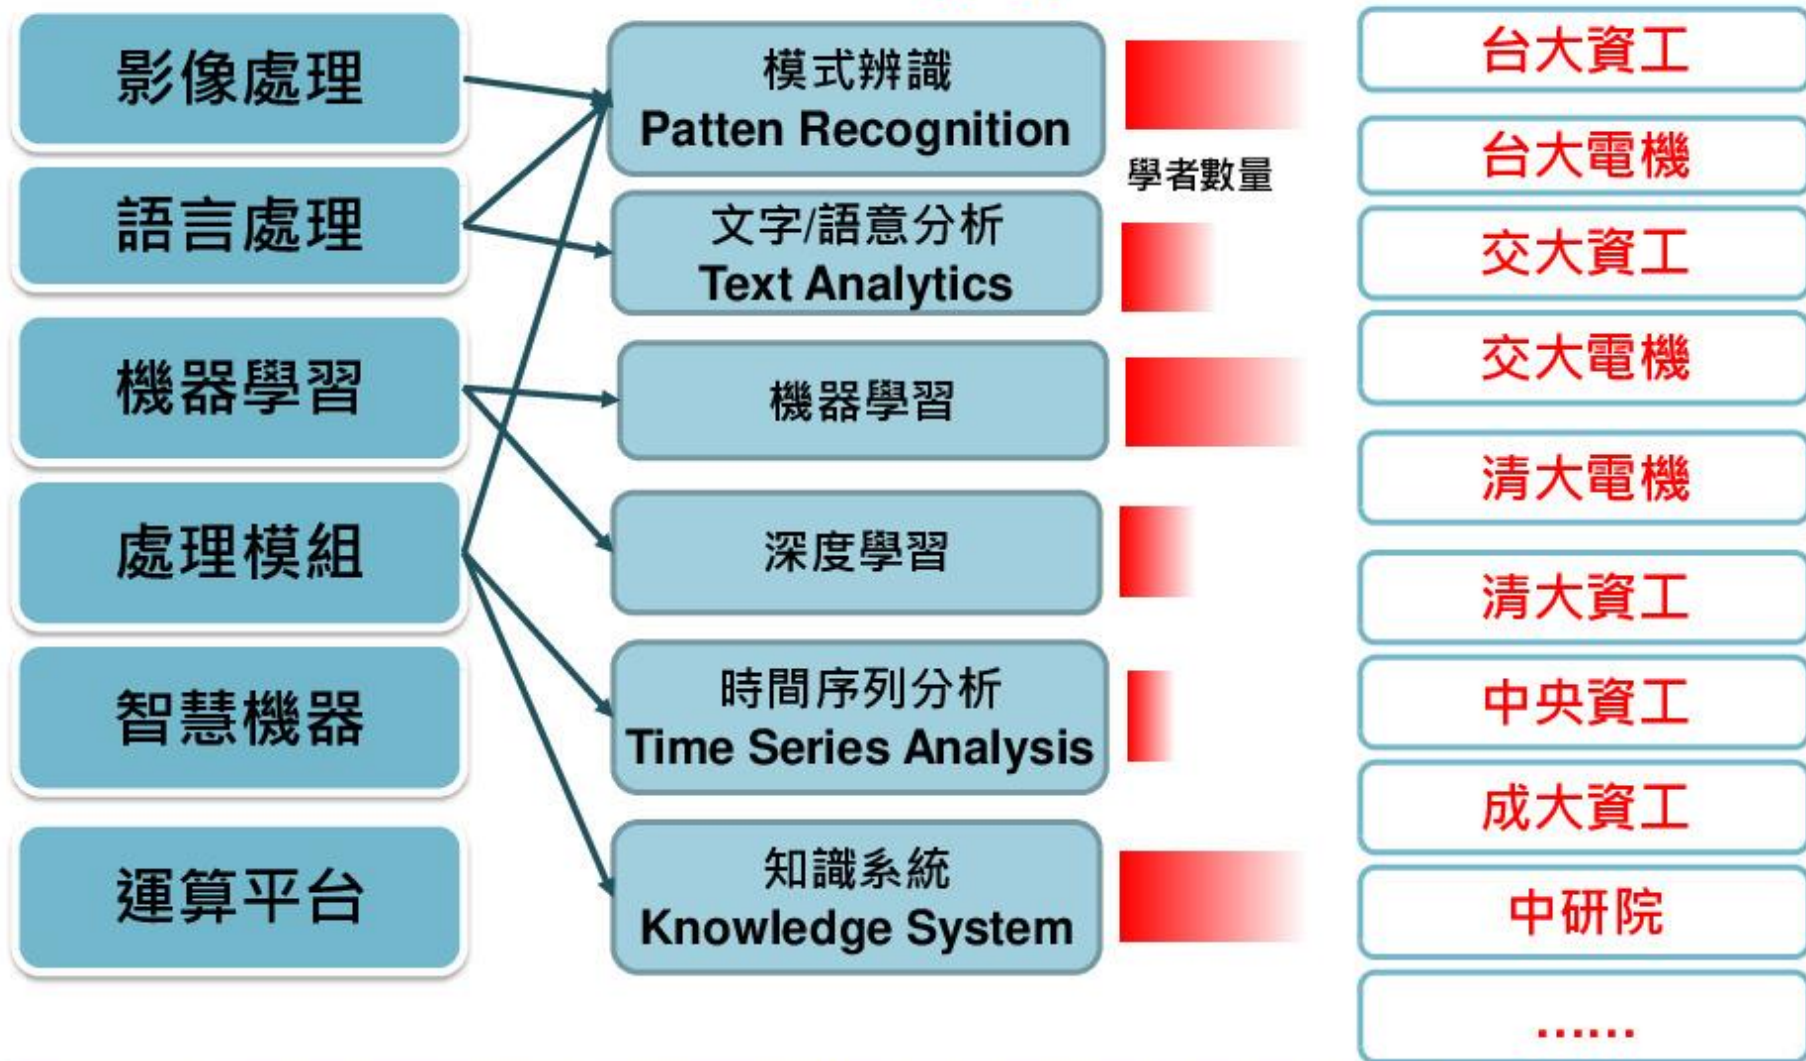 影像處理
語言處理
機器學習
處理模組
智慧機器
運算平台
模式辨識
Patten Recognition
文字/語意分析
Text Analytics
機器學習
深度學習
時間序列分析
Time Series Analysis
知識系統
Knowledge System
學者數量
台大資工
台大電機
交大資工
交大電機
清大電機
清大資工
中央資工
成大資工
中研院
......